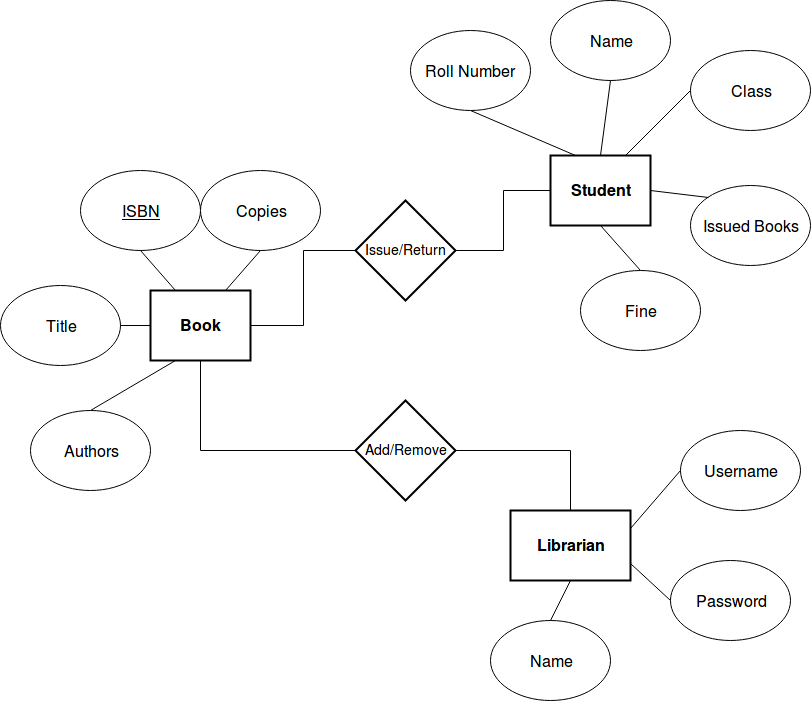 Name
Roll Number
Class
Student
ISBN
Copies
Issued Books
Issue/Return
Fine
Title
Book
Authors
Add/Remove
Username
Librarian
Password
Name